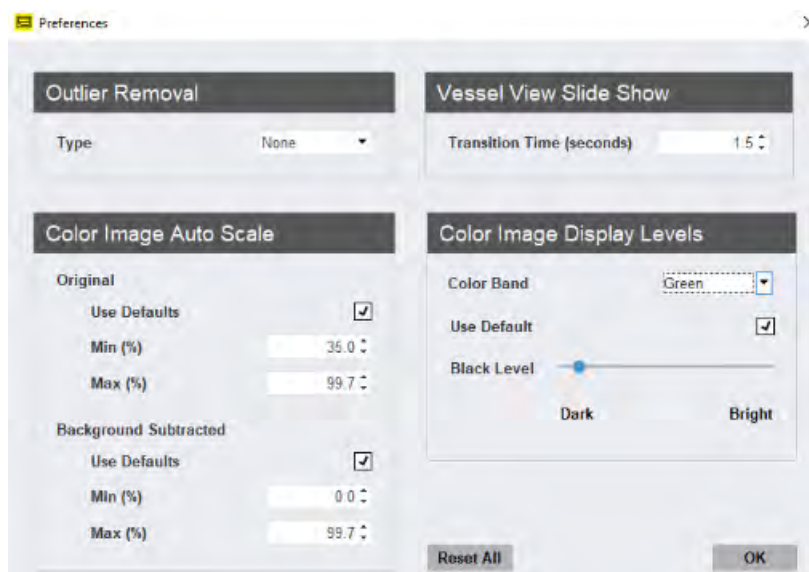 Preferences
Outlier Removal
Type None
Vessel View Slide Show
Transition Time (seconds) 1.5
Color Image Auto Scale
Original
Use Defaults
Min (%) 35.0
Max (%) 99.7
Background Subtracted
Use Defaults
Min (%) 0.0
Max (%) 99.7
Color Image Display Levels
Color Band Green
Use Default
Black Level
Dark Bright
Reset All OK